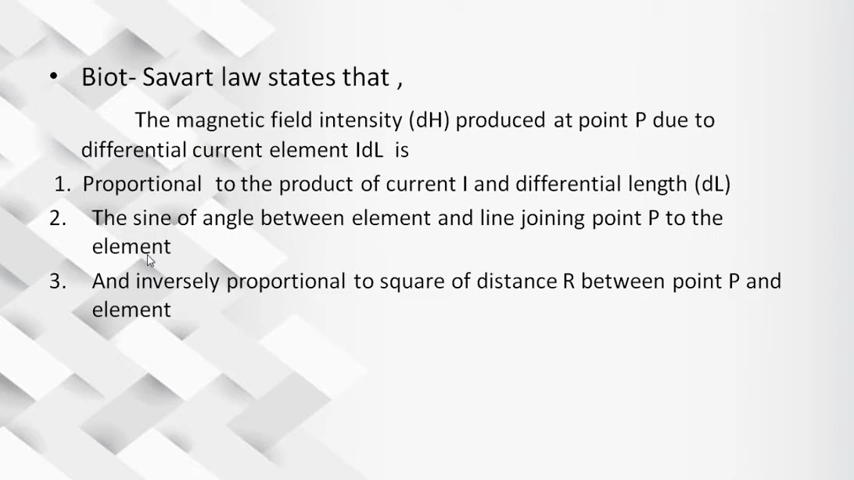 • Biot- Savart law states that ,
The magnetic field intensity (dH) produced at point P due to
differential current element IdL is
1. Proportional to the product of current I and differential length (dL)
2. The sine of angle between element and line joining point P to the
element
3. And inversely proportional to square of distance R between point P and
element